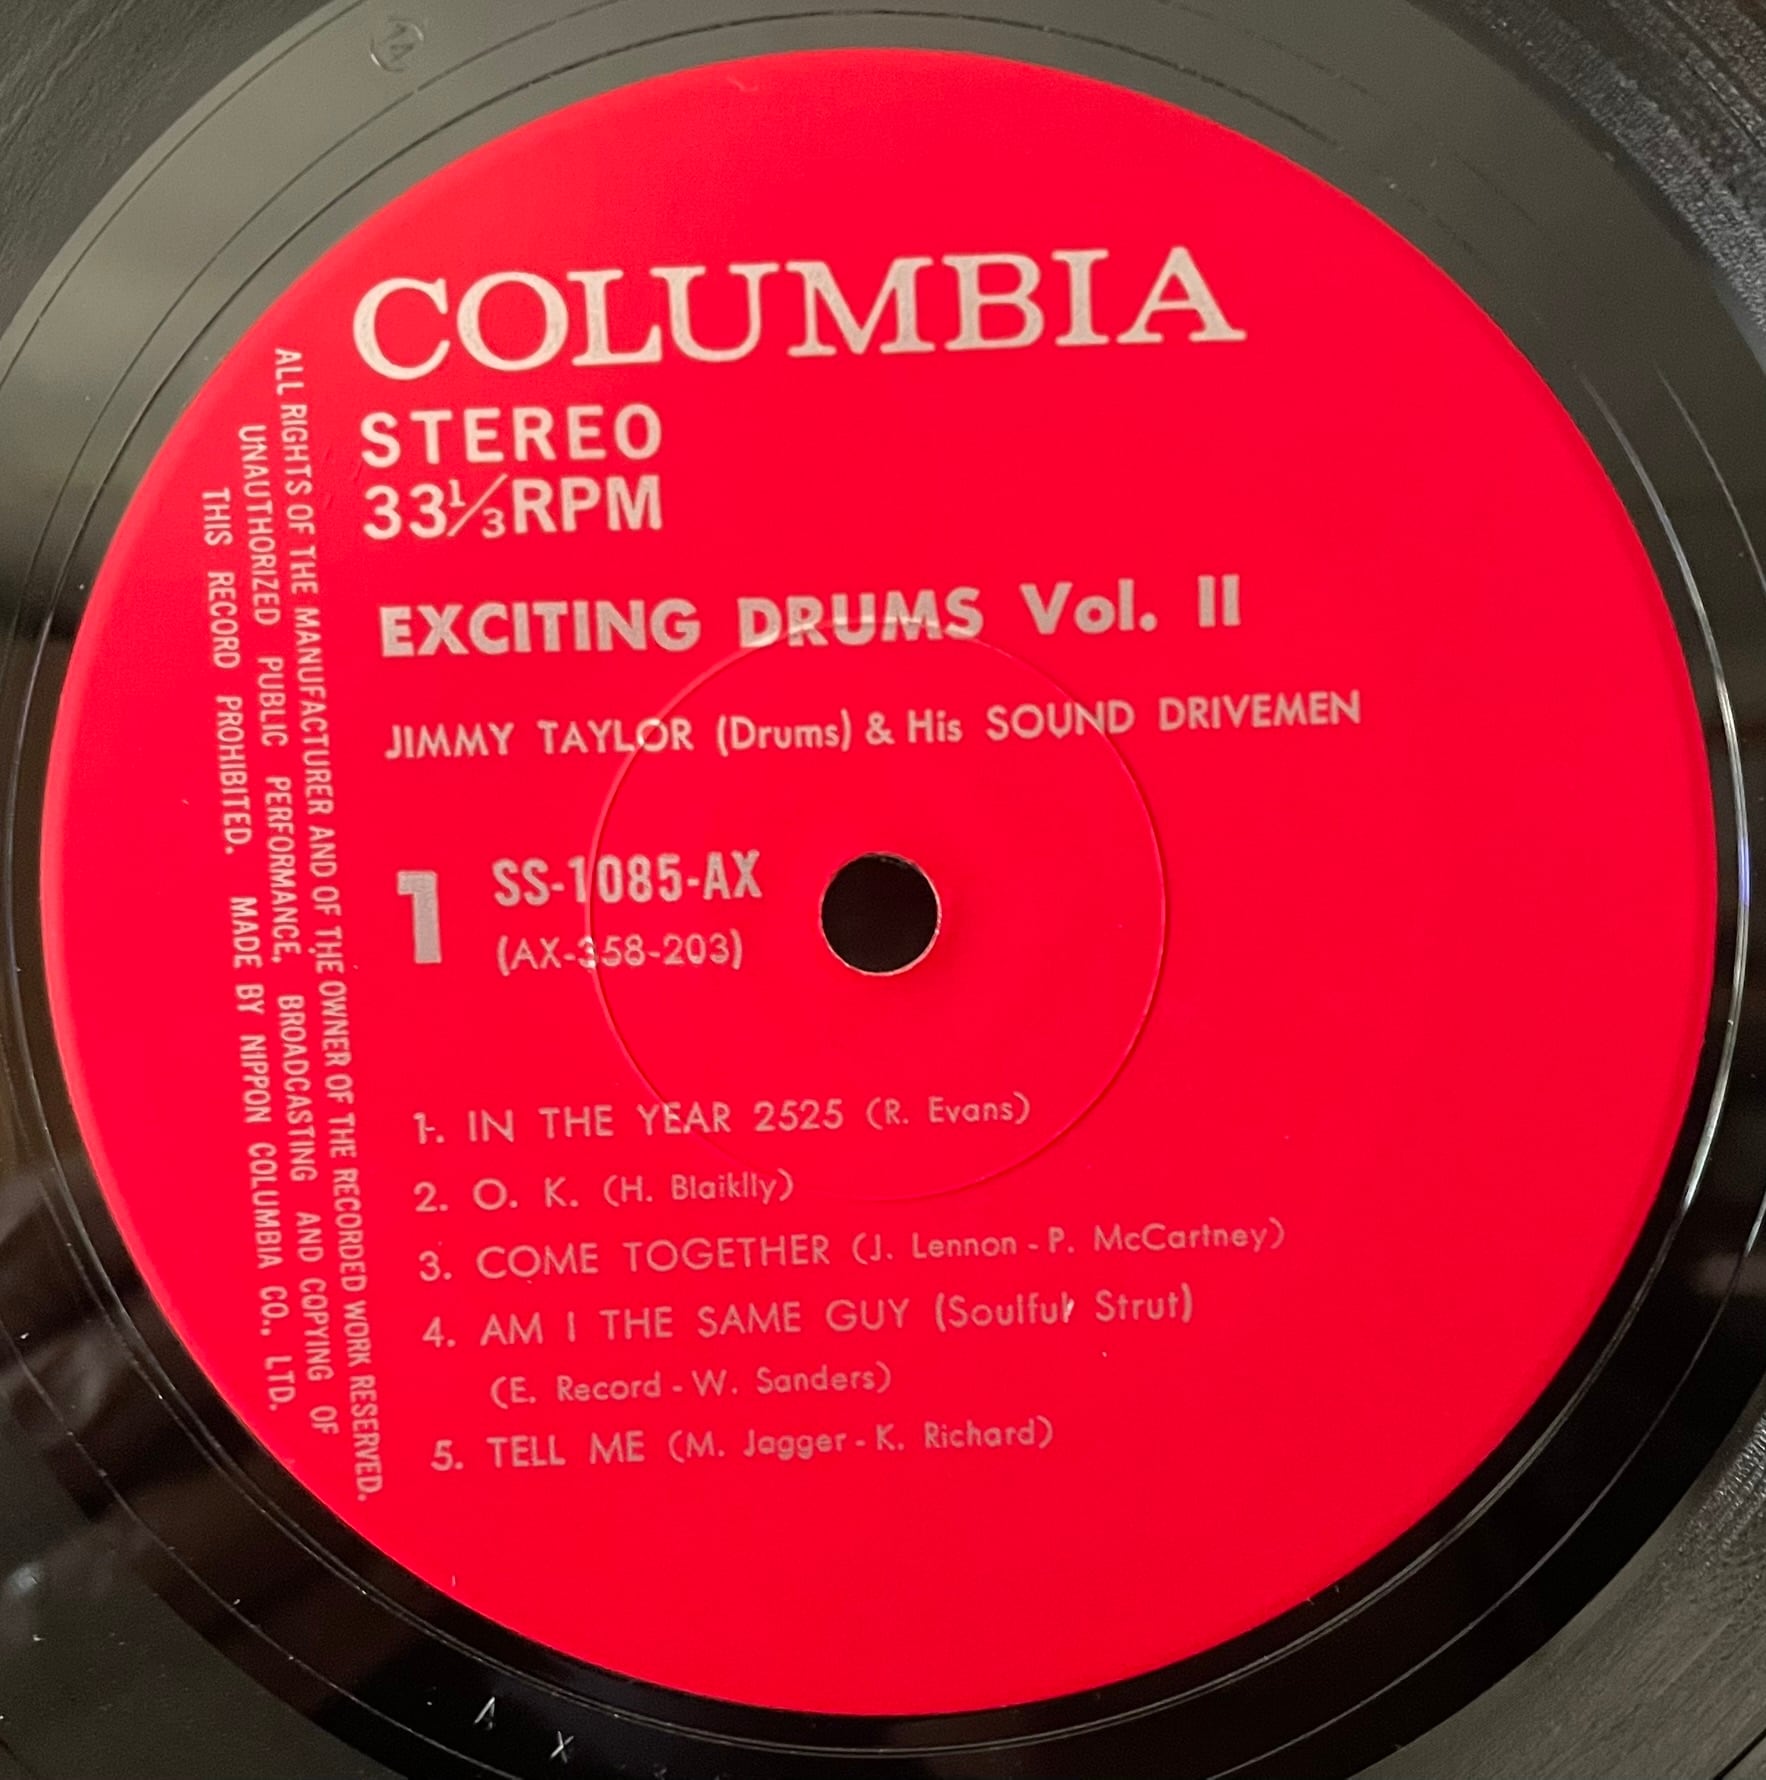 COLUMBIA
STEREO
33⅓RPM
EXCITING DRUMS Vol. II
JIMMY TAYLOR (Drums) & His SOUND DRIVEMEN
1 SS-1085-AX
(AX-358-203)
1. IN THE YEAR 2525 (R. Evans)
2. O. K. (H. Blaiklly)
3. COME TOGETHER (J. Lennon - P. McCartney)
4. AM I THE SAME GUY (Soulful Strut)
(E. Record - W. Sanders)
5. TELL ME (M. Jagger - K. Richard)
ALL RIGHTS OF THE MANUFACTURER AND OF THE OWNER OF THE RECORDED WORK RESERVED.
UNAUTHORIZED PUBLIC PERFORMANCE, BROADCASTING AND COPYING OF
THIS RECORD PROHIBITED. MADE BY NIPPON COLUMBIA CO., LTD.
A X